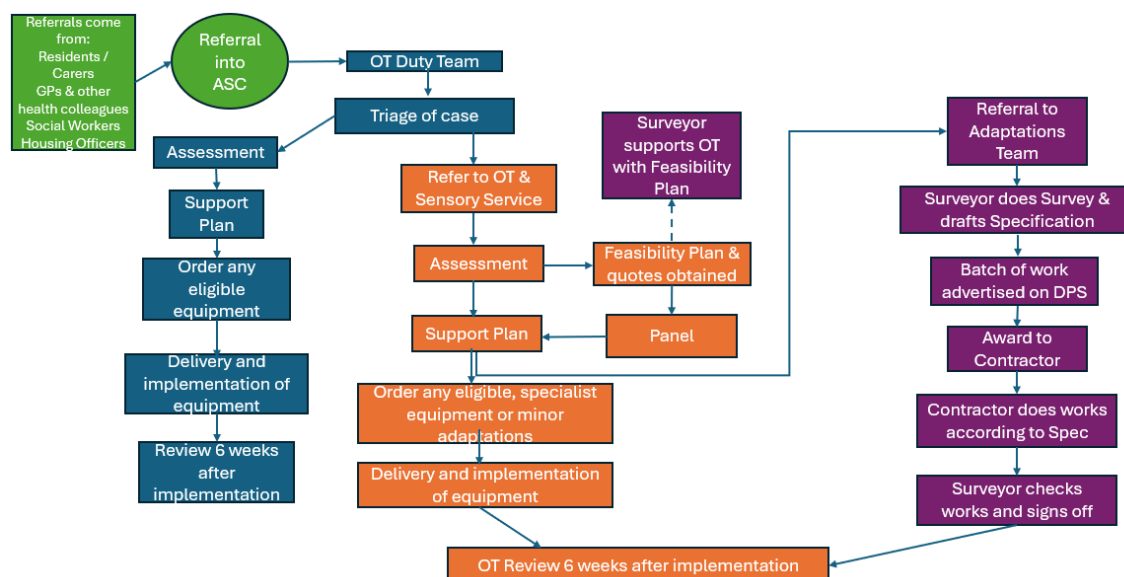 Referrals come
from:
Residents /
Carers
GPs & other
health colleagues
Social Workers
Housing Officers
Referral
into
ASC
OT Duty Team
Triage of case
Assessment
Support
Plan
Order any
eligible
equipment
Delivery and
implementation of
equipment
Review 6 weeks
after
implementation
Refer to OT &
Sensory Service
Assessment
Support Plan
Order any eligible, specialist
equipment or minor
adaptations
Delivery and implementation
of equipment
OT Review 6 weeks after implementation
Surveyor
supports OT
with Feasibility
Plan
Feasibility Plan &
quotes obtained
Panel
Referral to
Adaptations
Team
Surveyor does Survey &
drafts Specification
Batch of work
advertised on DPS
Award to
Contractor
Contractor does works
according to Spec
Surveyor checks
works and signs off